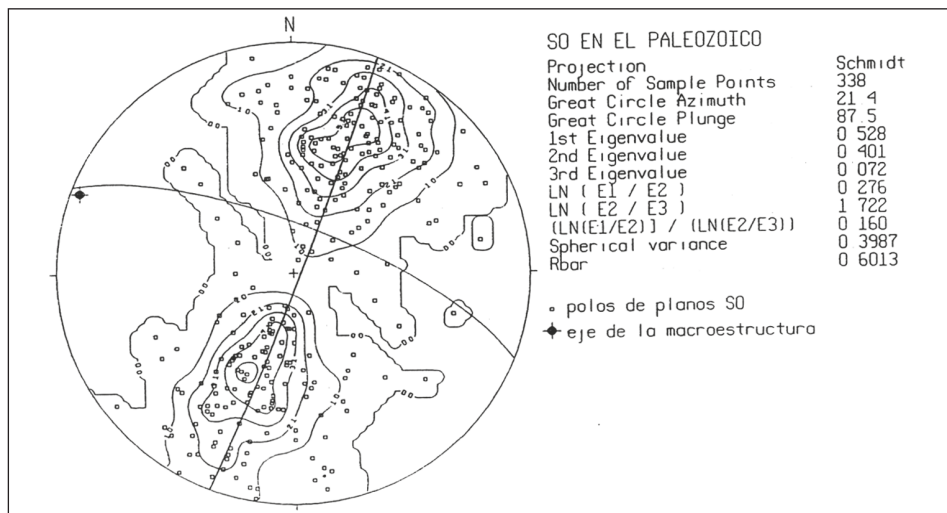 N
SO EN EL PALEOZOICO
Projection Schmidt
Number of Sample Points 338
Great Circle Azimuth 21 4
Great Circle Plunge 87.5
1st Eigenvalue 0 528
2nd Eigenvalue 0 401
3rd Eigenvalue 0 072
LN ( E1 / E2 ) 0 276
LN ( E2 / E3 ) 1 722
(LN(E1/E2)) / (LN(E2/E3)) 0 160
Spherical variance 0 3987
Rbar 0 6013
polos de planos SO
eje de la macroestructura